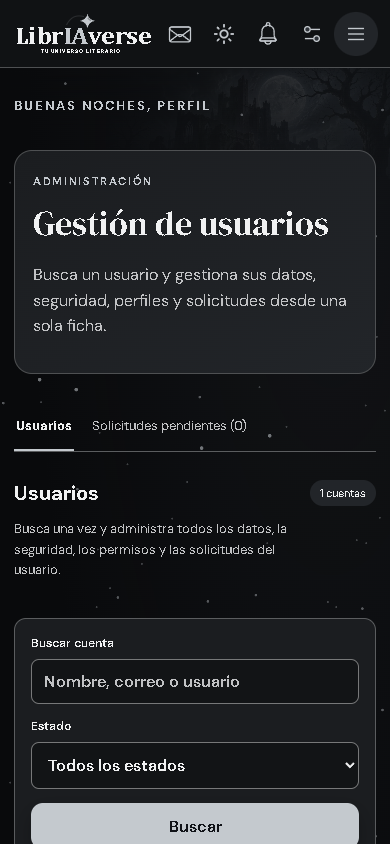 LibrIAverse
TU UNIVERSO LITERARIO
BUENAS NOCHES, PERFIL
ADMINISTRACIÓN
Gestión de usuarios
Busca un usuario y gestiona sus datos,
seguridad, perfiles y solicitudes desde una
sola ficha.
Usuarios
Solicitudes pendientes (0)
Usuarios
1 cuentas
Busca una vez y administra todos los datos, la
seguridad, los permisos y las solicitudes del
usuario.
Buscar cuenta
Nombre, correo o usuario
Estado
Todos los estados
Buscar